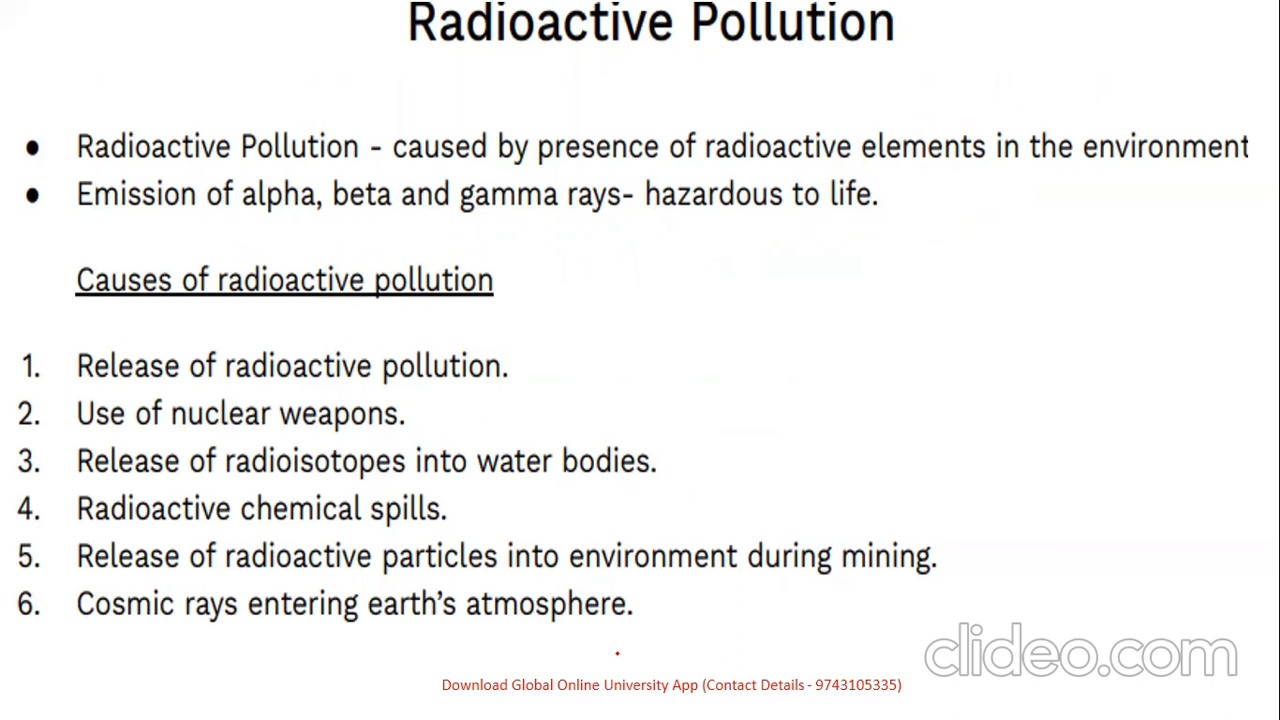 Radioactive Pollution
● Radioactive Pollution - caused by presence of radioactive elements in the environment
● Emission of alpha, beta and gamma rays- hazardous to life.
Causes of radioactive pollution
1. Release of radioactive pollution.
2. Use of nuclear weapons.
3. Release of radioisotopes into water bodies.
4. Radioactive chemical spills.
5. Release of radioactive particles into environment during mining.
6. Cosmic rays entering earth's atmosphere.
clideo.com
Download Global Online University App (Contact Details - 9743105335)